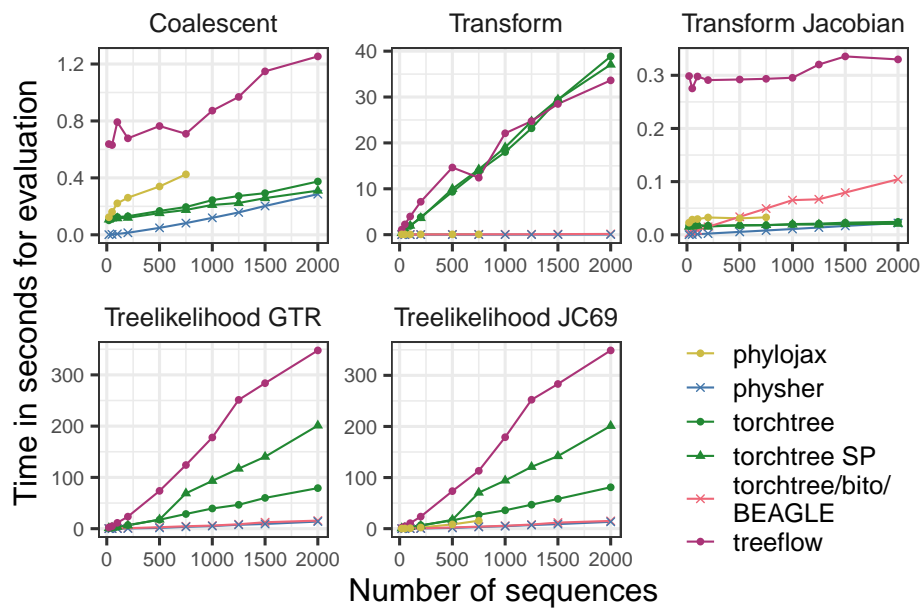 Coalescent
Transform
Transform Jacobian
Time in seconds for evaluation
1.2
0.8
0.4
0.0
0 500 1000 1500 2000
40
30
20
10
0
0 500 1000 1500 2000
0.3
0.2
0.1
0.0
0 500 1000 1500 2000
Treelikelihood GTR
Treelikelihood JC69
300
200
100
0
0 500 1000 1500 2000
300
200
100
0
0 500 1000 1500 2000
Number of sequences
phylojax
physher
torchtree
torchtree SP
torchtree/bito/
BEAGLE
treeflow